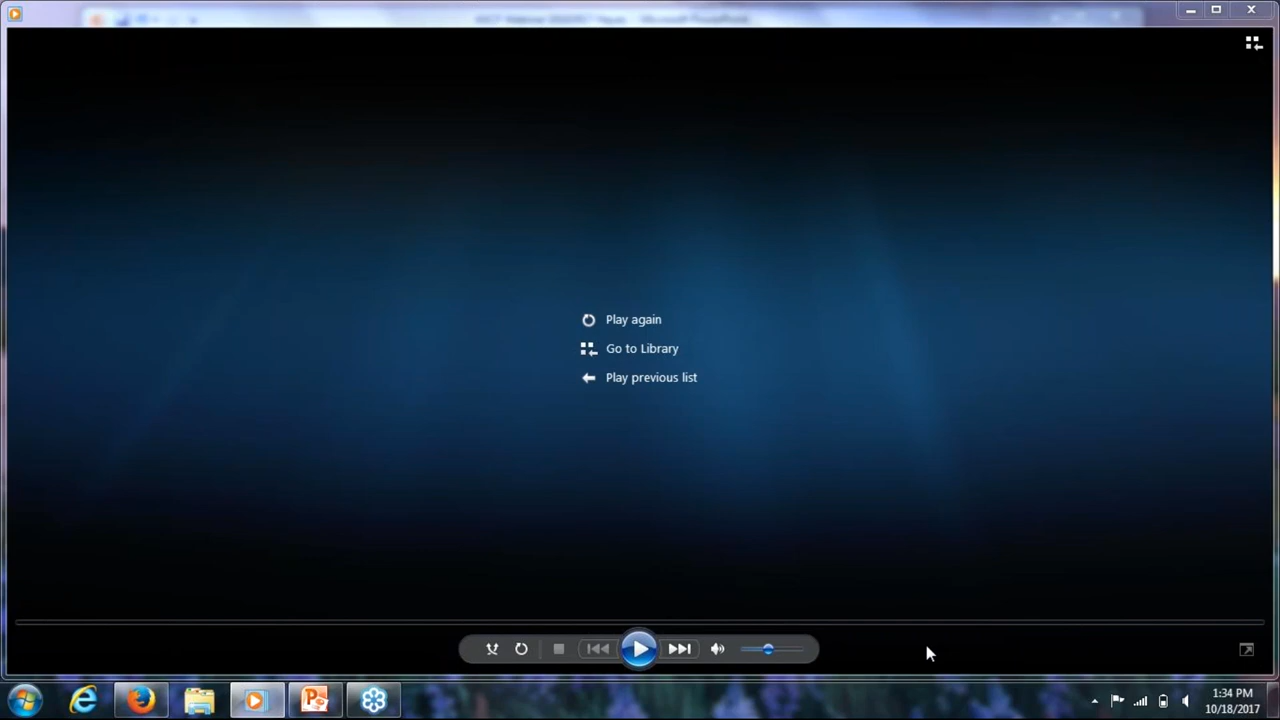 Play again
Go to Library
Play previous list
1:34 PM
10/18/2017